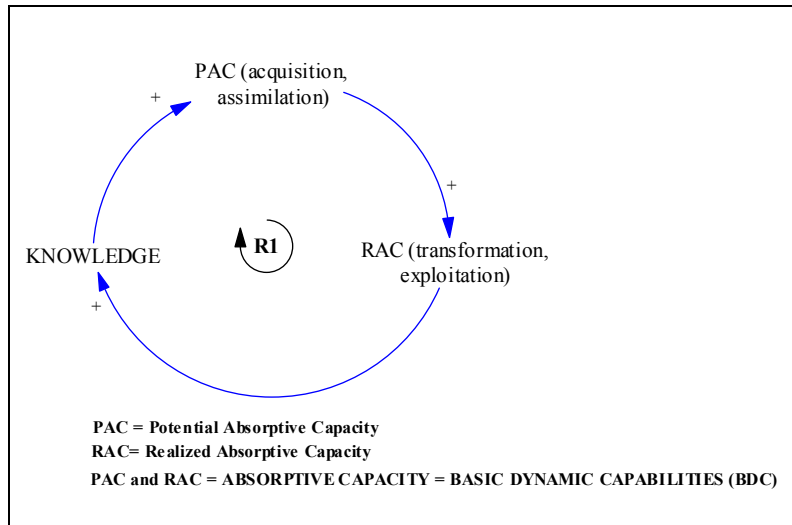 PAC (acquisition,
assimilation)
+
+
R1
KNOWLEDGE
RAC (transformation,
exploitation)
+
PAC = Potential Absorptive Capacity
RAC= Realized Absorptive Capacity
PAC and RAC = ABSORPTIVE CAPACITY = BASIC DYNAMIC CAPABILITIES (BDC)